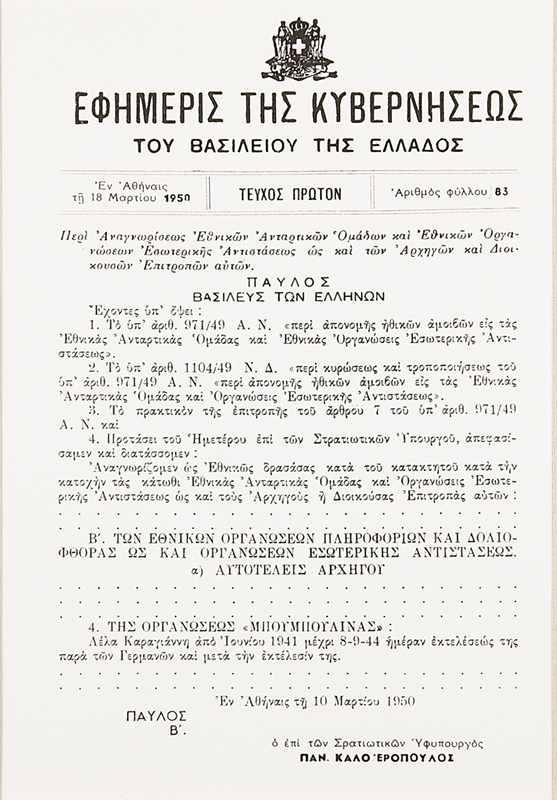 ΕΦΗΜΕΡΙΣ ΤΗΣ ΚΥΒΕΡΝΗΣΕΩΣ
ΤΟΥ ΒΑΣΙΛΕΙΟΥ ΤΗΣ ΕΛΛΑΔΟΣ
Ἐν Ἀθήναις
τῇ 18 Μαρτίου 1950
ΤΕΥΧΟΣ ΠΡΩΤΟΝ
Ἀριθμὸς φύλλου 83
Περὶ Ἀναγνωρίσεως Ἐθνικῶν Ἀνταρτικῶν Ὁμάδων καὶ Ἐθνικῶν Ὀργα-
νώσεων Ἐσωτερικῆς Ἀντιστάσεως ὡς καὶ τῶν Ἀρχηγῶν καὶ Διοι-
κουσῶν Ἐπιτροπῶν αὐτῶν.
ΠΑΥΛΟΣ
ΒΑΣΙΛΕΥΣ ΤΩΝ ΕΛΛΗΝΩΝ
Ἔχοντες ὑπ' ὄψει :
1. Τὸ ὑπ' ἀριθ. 971/49 Α. Ν. «περὶ ἀπονομῆς ἠθικῶν ἀμοιβῶν εἰς τὰς
Ἐθνικὰς Ἀνταρτικὰς Ὁμάδας καὶ Ἐθνικὰς Ὀργανώσεις Ἐσωτερικῆς Ἀντι-
στάσεως».
2. Τὸ ὑπ' ἀριθ. 1104/49 Ν. Δ. «περὶ κυρώσεως καὶ τροποποιήσεως τοῦ
ὑπ' ἀριθ. 971/49 Α. Ν. «περὶ ἀπονομῆς ἠθικῶν ἀμοιβῶν εἰς τὰς Ἐθνικὰς
Ἀνταρτικὰς Ὁμάδας καὶ Ὀργανώσεις Ἐσωτερικῆς Ἀντιστάσεως».
3. Τὸ πρακτικὸν τῆς ἐπιτροπῆς τοῦ ἄρθρου 7 τοῦ ὑπ' ἀριθ. 971/49
Α. Ν. καὶ
4. Προτάσει τοῦ Ἡμετέρου ἐπὶ τῶν Στρατιωτικῶν Ὑπουργοῦ, ἀπεφασί-
σαμεν καὶ διατάσσομεν :
Ἀναγνωρίζομεν ὡς Ἐθνικῶς δρασάσας κατὰ τοῦ κατακτητοῦ κατὰ τὴν
κατοχὴν τὰς κάτωθι Ἐθνικὰς Ἀνταρτικὰς Ὁμάδας καὶ Ὀργανώσεις Ἐσωτε-
ρικῆς Ἀντιστάσεως ὡς καὶ τοὺς Ἀρχηγοὺς ἢ Διοικούσας Ἐπιτροπὰς αὐτῶν :
Β'. ΤΩΝ ΕΘΝΙΚΩΝ ΟΡΓΑΝΩΣΕΩΝ ΠΛΗΡΟΦΟΡΙΩΝ ΚΑΙ ΔΟΛΙΟ-
ΦΘΟΡΑΣ ΩΣ ΚΑΙ ΟΡΓΑΝΩΣΕΩΝ ΕΣΩΤΕΡΙΚΗΣ ΑΝΤΙΣΤΑΣΕΩΣ.
α) ΑΥΤΟΤΕΛΕΙΣ ΑΡΧΗΓΟΥ
4. ΤΗΣ ΟΡΓΑΝΩΣΕΩΣ «ΜΠΟΥΜΠΟΥΛΙΝΑΣ» :
Λέλα Καραγιάννη ἀπὸ Ἰουνίου 1941 μέχρι 8-9-44 ἡμέραν ἐκτελέσεώς της
παρὰ τῶν Γερμανῶν καὶ μετὰ τὴν ἐκτέλεσίν της.
Ἐν Ἀθήναις τῇ 10 Μαρτίου 1950
ΠΑΥΛΟΣ
Β'.
ὁ ἐπὶ τῶν Στρατιωτικῶν Ὑφυπουργὸς
ΠΑΝ. ΚΑΛΟΓΕΡΟΠΟΥΛΟΣ